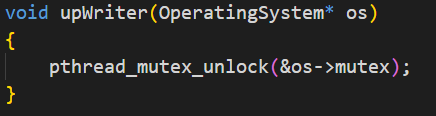 void upWriter(OperatingSystem* os)
{
    pthread_mutex_unlock(&os->mutex);
}